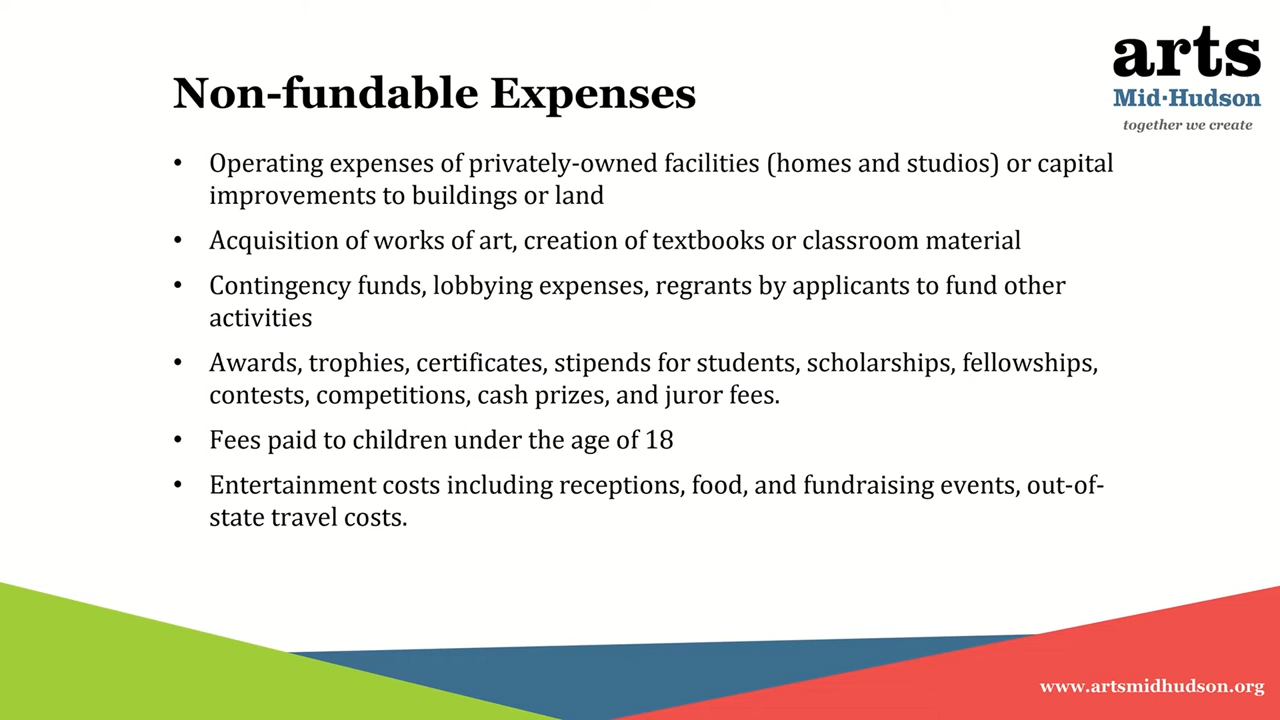 arts
Mid·Hudson
together we create
Non-fundable Expenses
• Operating expenses of privately-owned facilities (homes and studios) or capital
improvements to buildings or land
• Acquisition of works of art, creation of textbooks or classroom material
• Contingency funds, lobbying expenses, regrants by applicants to fund other
activities
• Awards, trophies, certificates, stipends for students, scholarships, fellowships,
contests, competitions, cash prizes, and juror fees.
• Fees paid to children under the age of 18
• Entertainment costs including receptions, food, and fundraising events, out-of-
state travel costs.
www.artsmidhudson.org